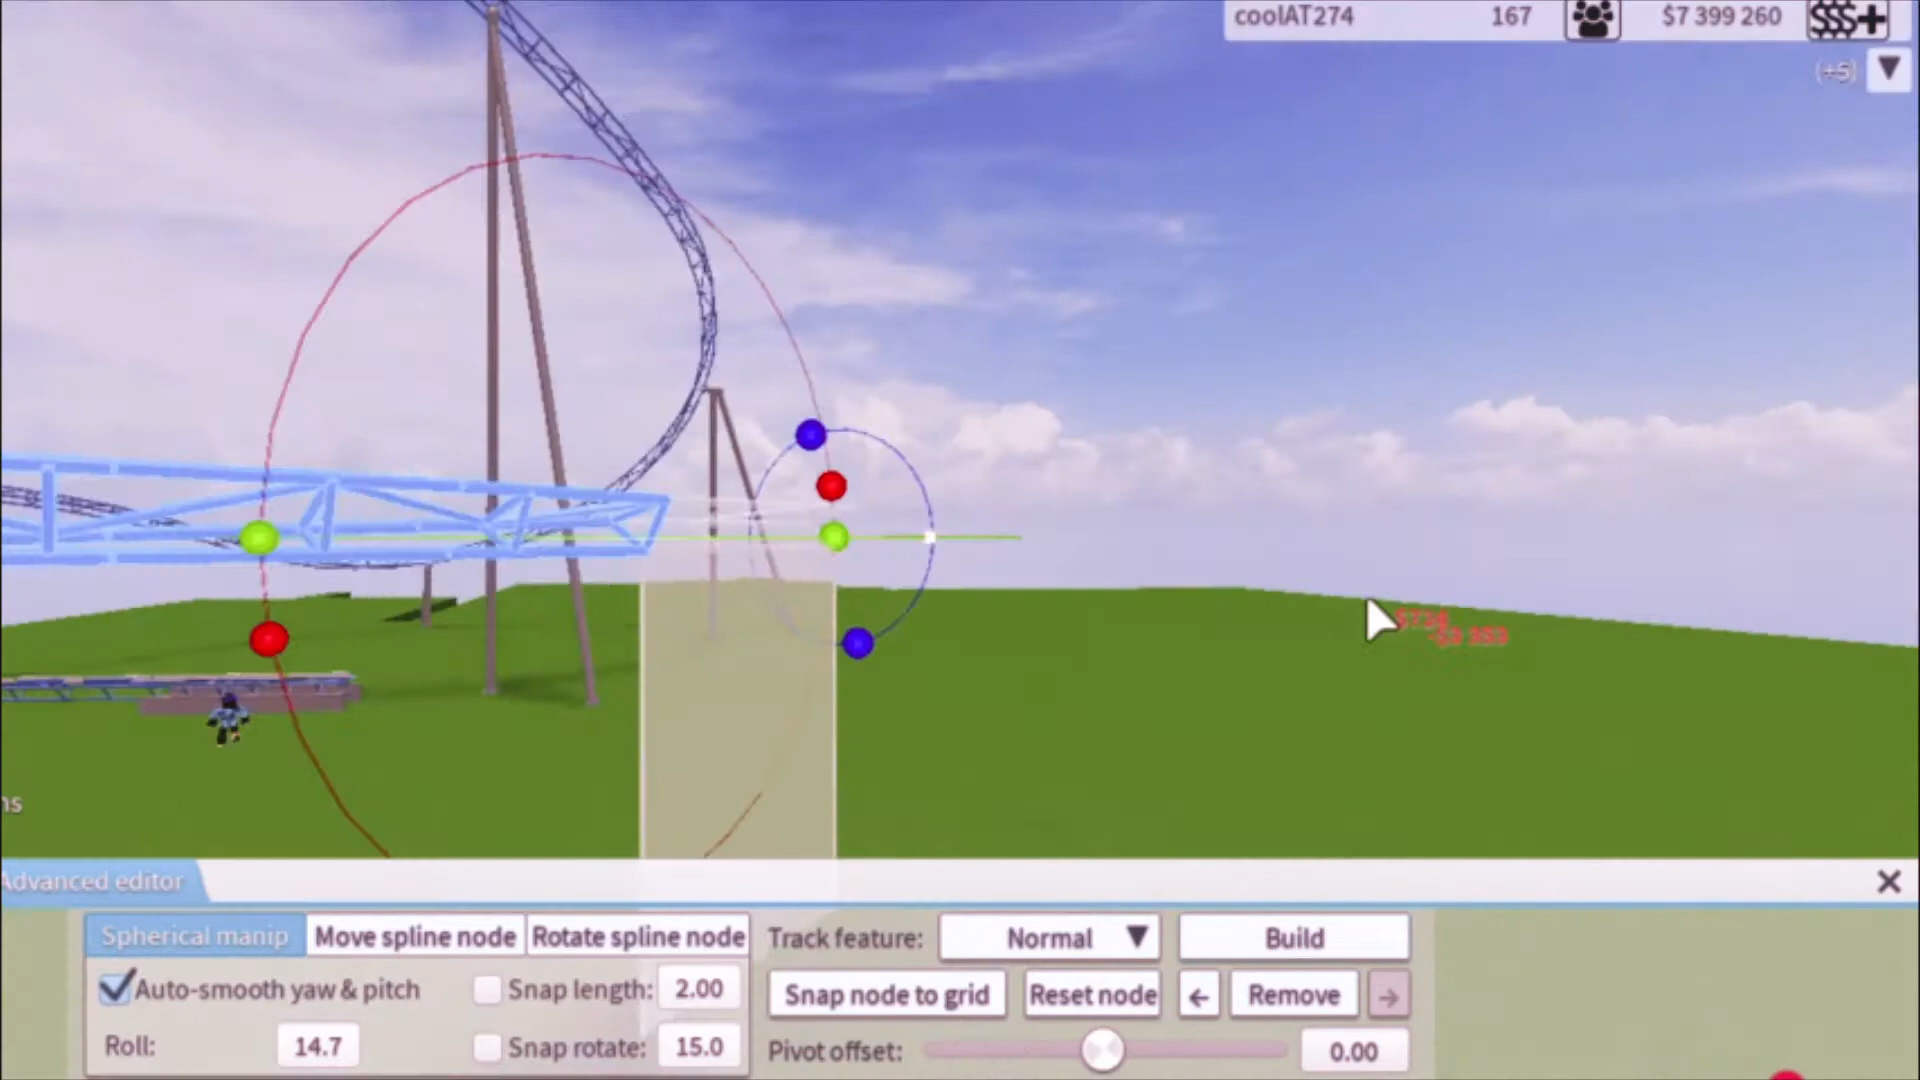 coolAT274 167 $7 399 260 $$$+
(+5)
ns
Advanced editor
Spherical manip Move spline node Rotate spline node Track feature: Normal Build
Auto-smooth yaw & pitch Snap length: 2.00 Snap node to grid Reset node Remove
Roll: 14.7 Snap rotate: 15.0 Pivot offset: 0.00